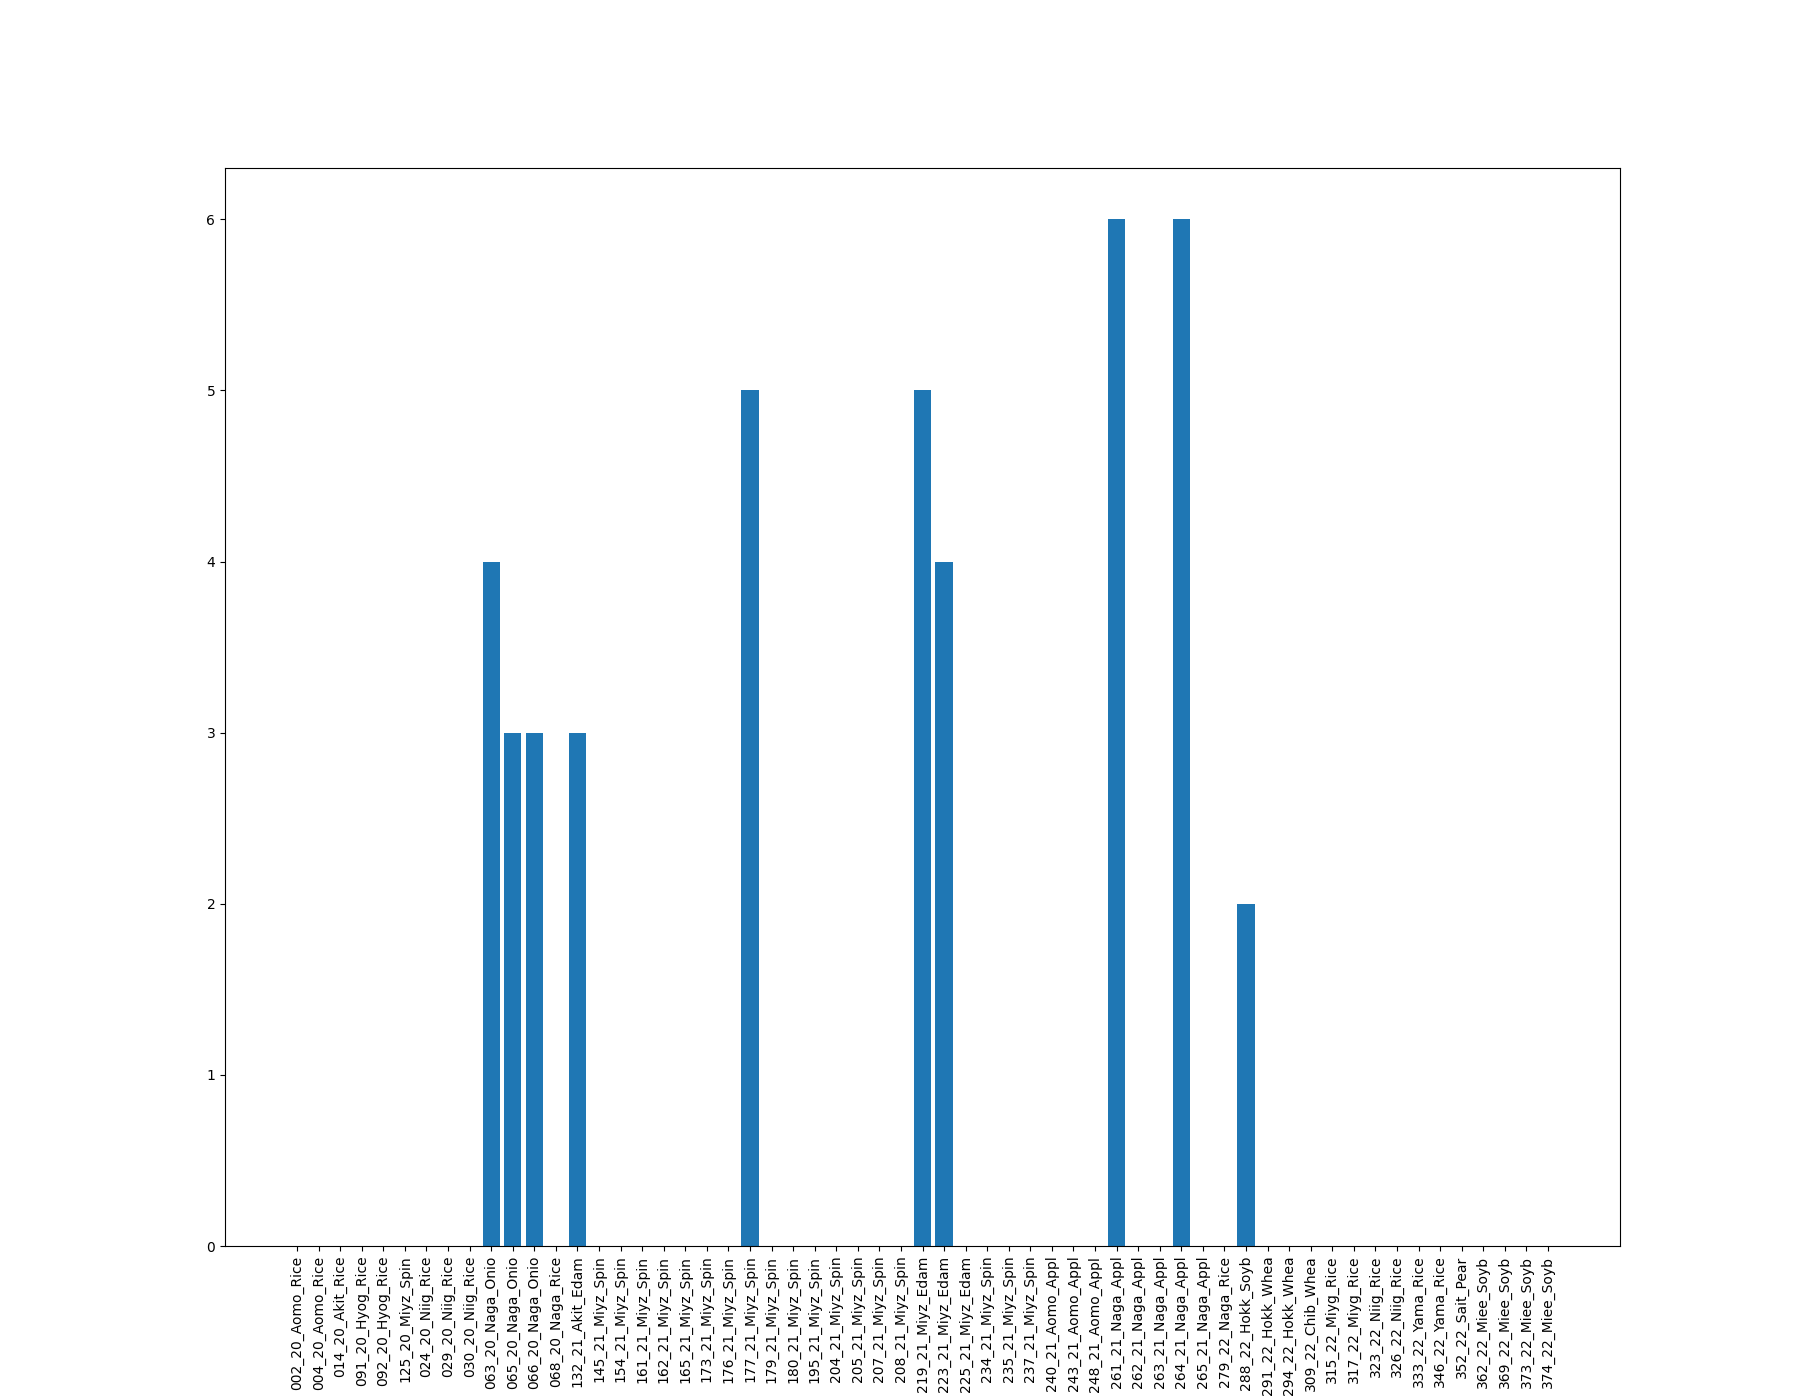 6
5
4
3
2
1
0
002_20_Aomo_Rice
004_20_Aomo_Rice
014_20_Akit_Rice
091_20_Hyog_Rice
092_20_Hyog_Rice
125_20_Miyz_Spin
024_20_Niig_Rice
029_20_Niig_Rice
030_20_Niig_Rice
063_20_Naga_Onio
065_20_Naga_Onio
066_20_Naga_Onio
068_20_Naga_Rice
132_21_Akit_Edam
145_21_Miyz_Spin
154_21_Miyz_Spin
161_21_Miyz_Spin
162_21_Miyz_Spin
165_21_Miyz_Spin
173_21_Miyz_Spin
176_21_Miyz_Spin
177_21_Miyz_Spin
179_21_Miyz_Spin
180_21_Miyz_Spin
195_21_Miyz_Spin
204_21_Miyz_Spin
205_21_Miyz_Spin
207_21_Miyz_Spin
208_21_Miyz_Spin
219_21_Miyz_Edam
223_21_Miyz_Edam
225_21_Miyz_Edam
234_21_Miyz_Spin
235_21_Miyz_Spin
237_21_Miyz_Spin
240_21_Aomo_Appl
243_21_Aomo_Appl
248_21_Aomo_Appl
261_21_Naga_Appl
262_21_Naga_Appl
263_21_Naga_Appl
264_21_Naga_Appl
265_21_Naga_Appl
279_22_Naga_Rice
288_22_Hokk_Soyb
291_22_Hokk_Whea
294_22_Hokk_Whea
309_22_Chib_Whea
315_22_Miyg_Rice
317_22_Miyg_Rice
323_22_Niig_Rice
326_22_Niig_Rice
333_22_Yama_Rice
346_22_Yama_Rice
352_22_Sait_Pear
362_22_Miee_Soyb
369_22_Miee_Soyb
373_22_Miee_Soyb
374_22_Miee_Soyb